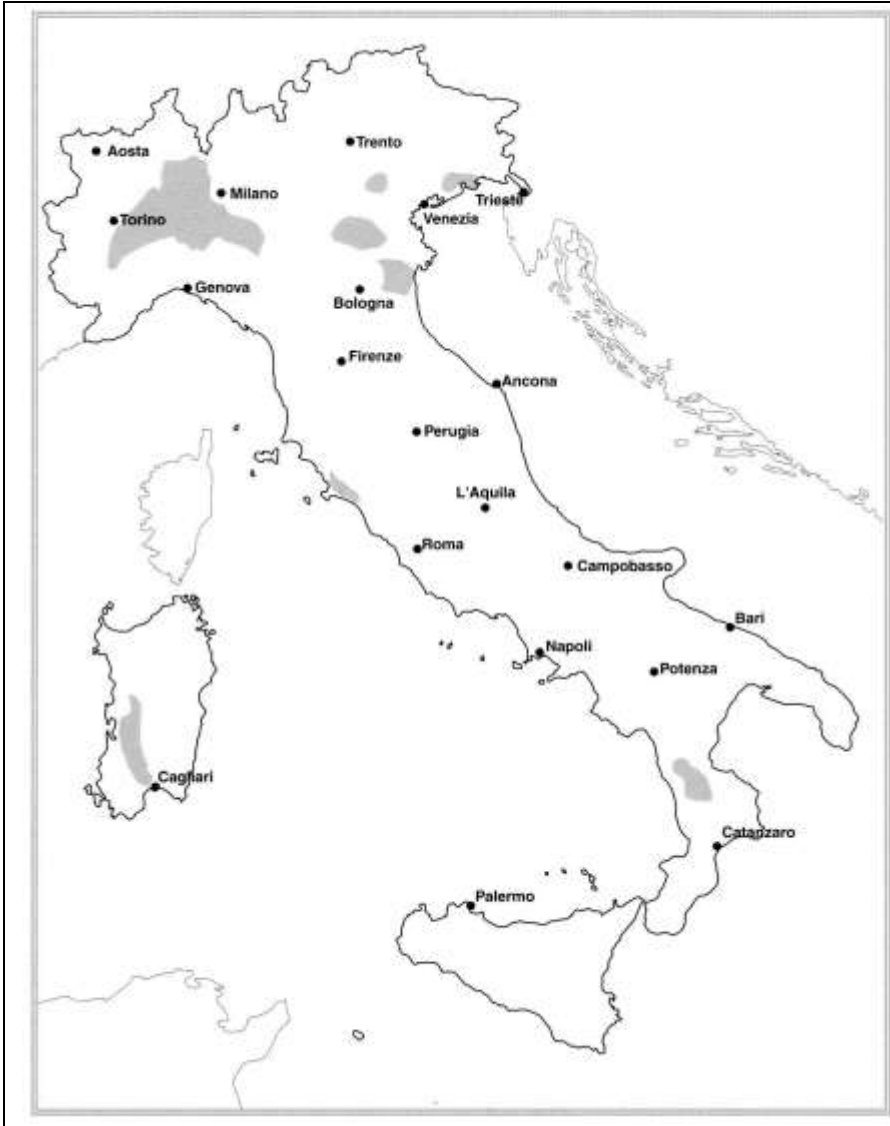 Trento
Aosta
Milano
Trieste
Torino
Venezia
Genova
Bologna
Firenze
Ancona
Perugia
L'Aquila
Roma
Campobasso
Bari
Napoli
Potenza
Cagliari
Catanzaro
Palermo